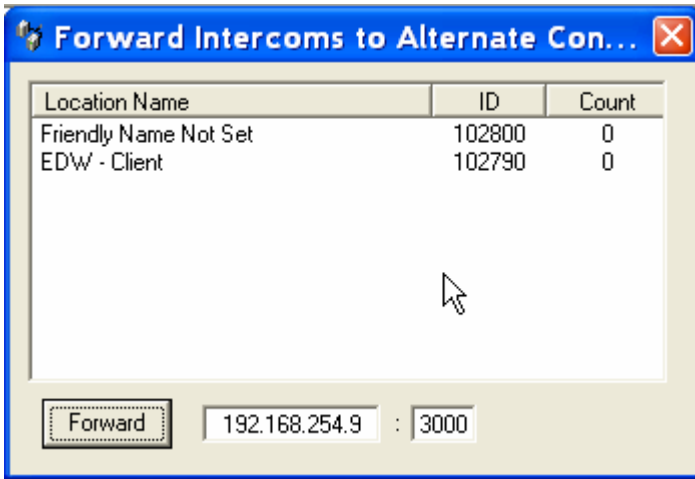 Forward Intercoms to Alternate Con...
Location Name ID Count
Friendly Name Not Set 102800 0
EDW - Client 102790 0
Forward 192.168.254.9 : 3000